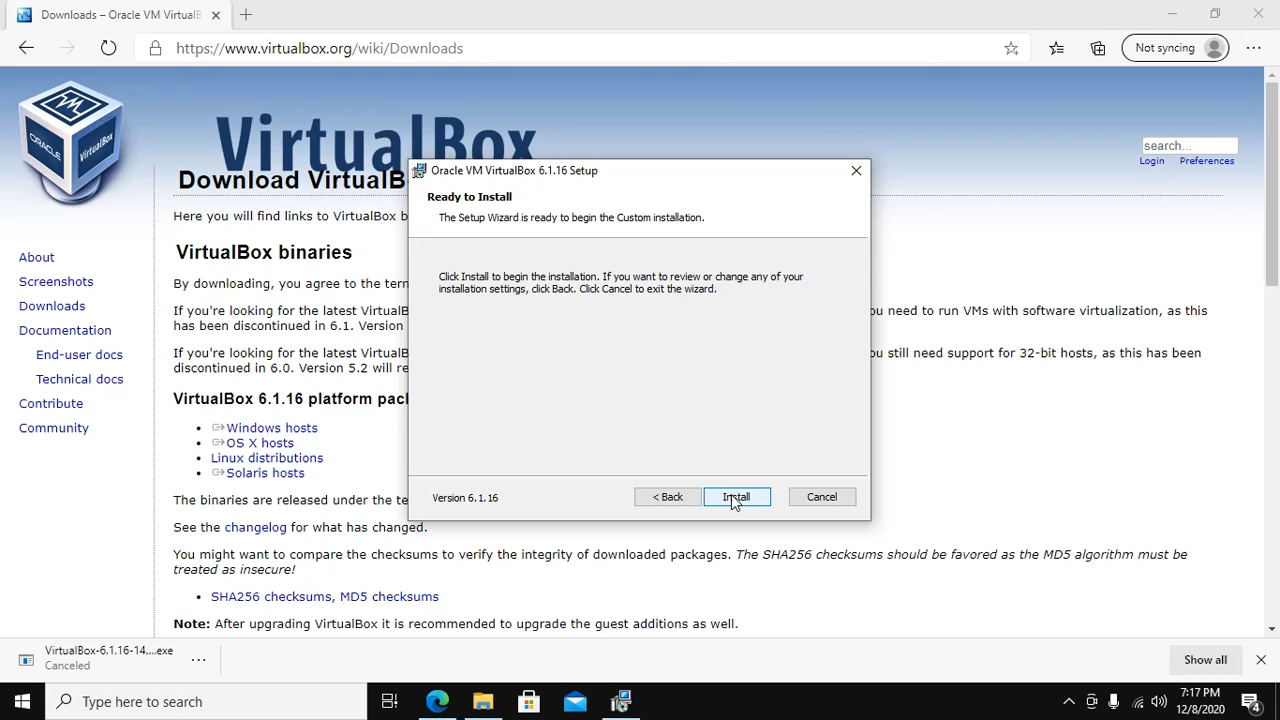 Downloads – Oracle VM VirtualB
https://www.virtualbox.org/wiki/Downloads
Not syncing
ORACLE
VirtualBox
VirtualBox
search...
Login Preferences
Download VirtualB
Here you will find links to VirtualBox b
VirtualBox binaries
By downloading, you agree to the terr
If you're looking for the latest VirtualB
ou need to run VMs with software virtualization, as this
has been discontinued in 6.1. Version
If you're looking for the latest VirtualB
ou still need support for 32-bit hosts, as this has been
discontinued in 6.0. Version 5.2 will re
VirtualBox 6.1.16 platform pac
Windows hosts
OS X hosts
Linux distributions
Solaris hosts
The binaries are released under the te
See the changelog for what has changed.
You might want to compare the checksums to verify the integrity of downloaded packages. The SHA256 checksums should be favored as the MD5 algorithm must be
treated as insecure!
SHA256 checksums, MD5 checksums
Note: After upgrading VirtualBox it is recommended to upgrade the guest additions as well.
About
Screenshots
Downloads
Documentation
End-user docs
Technical docs
Contribute
Community
Oracle VM VirtualBox 6.1.16 Setup
Ready to Install
The Setup Wizard is ready to begin the Custom installation.
Click Install to begin the installation. If you want to review or change any of your
installation settings, click Back. Click Cancel to exit the wizard.
Version 6.1.16
< Back
Install
Cancel
VirtualBox-6.1.16-14....exe
Canceled
Show all
Type here to search
7:17 PM
12/8/2020
4